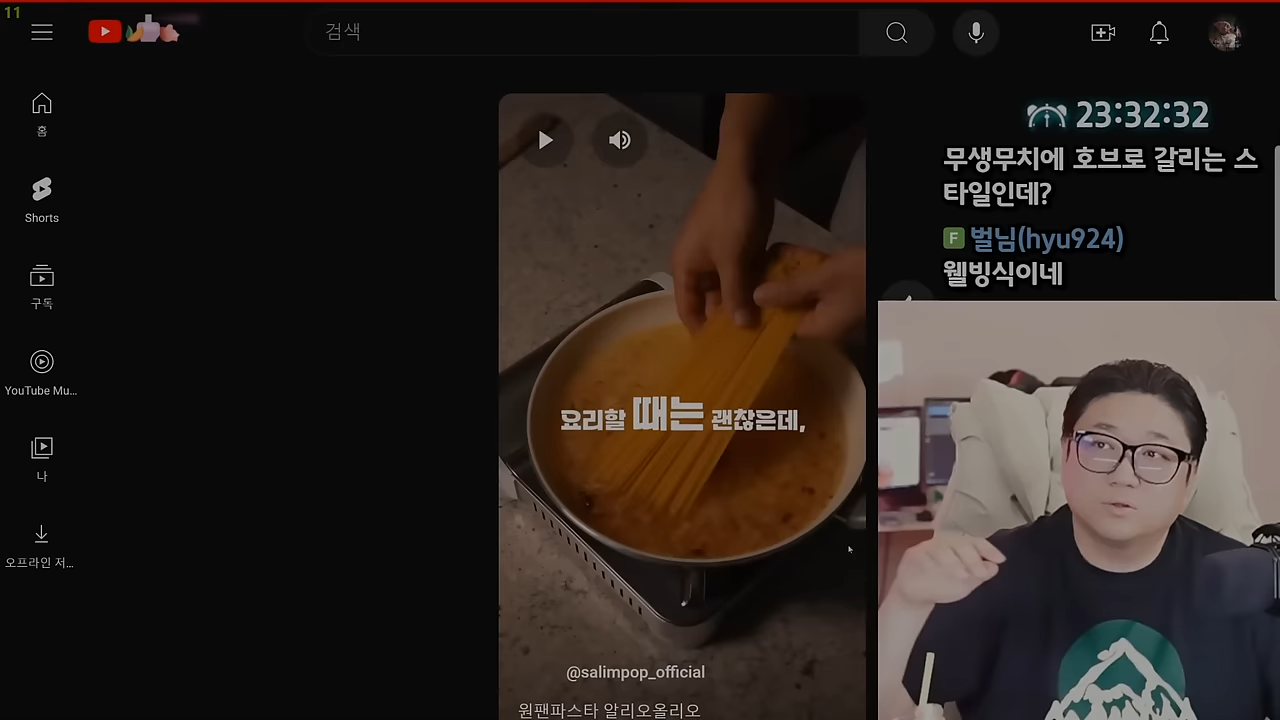 11
검색
홈
Shorts
구독
YouTube Mu...
나
오프라인 저...
요리할 때는 괜찮은데,
@salimpop_official
원팬파스타 알리오올리오
23:32:32
무생무치에 호브로 갈리는 스
타일인데?
F 벌님(hyu924)
웰빙식이네